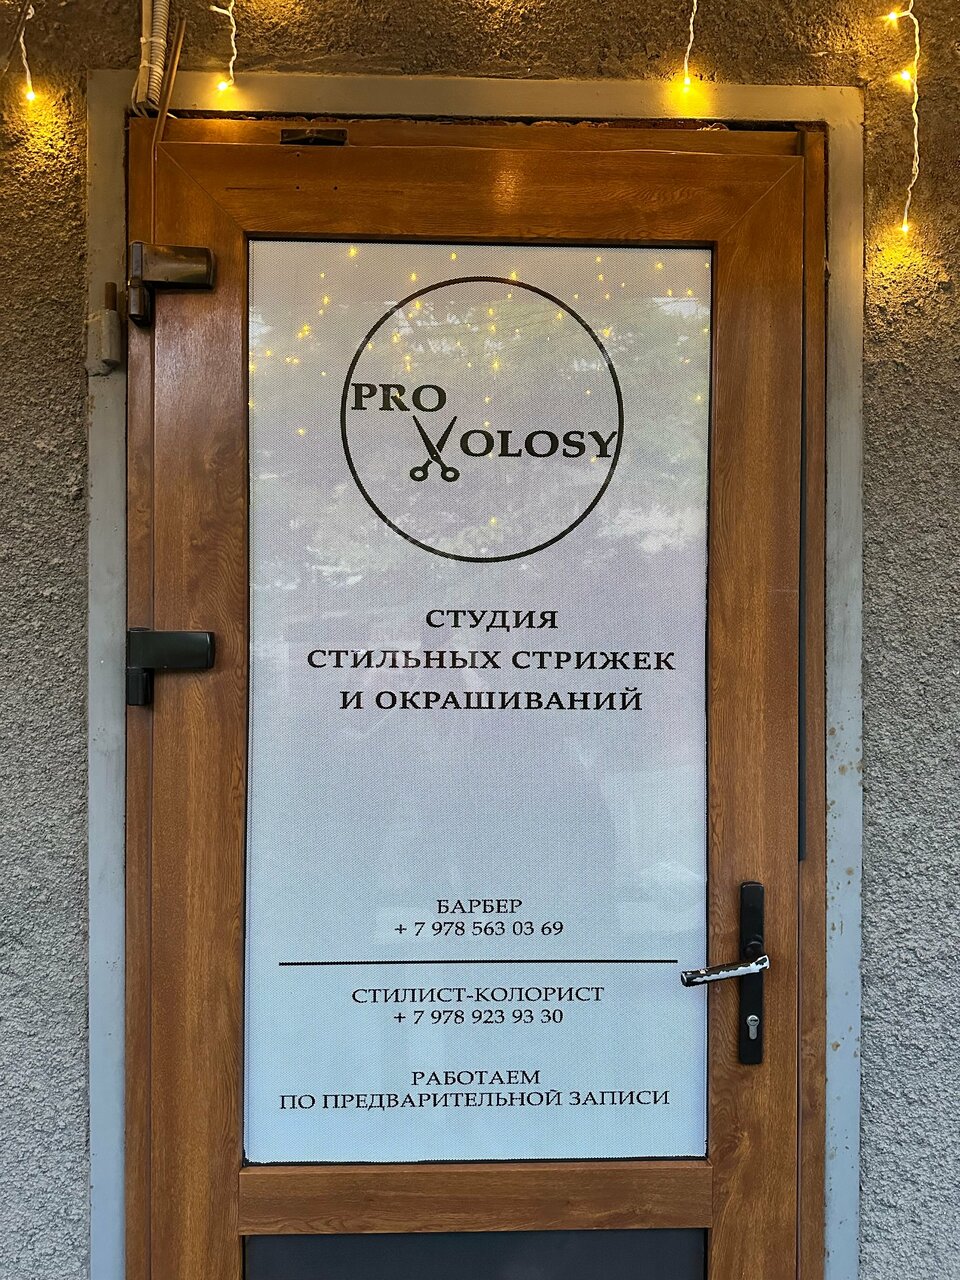 PRO
VOLOSY
СТУДИЯ
СТИЛЬНЫХ СТРИЖЕК
И ОКРАШИВАНИЙ
БАРБЕР
+ 7 978 563 03 69
СТИЛИСТ-КОЛОРИСТ
+ 7 978 923 93 30
РАБОТАЕМ
ПО ПРЕДВАРИТЕЛЬНОЙ ЗАПИСИ